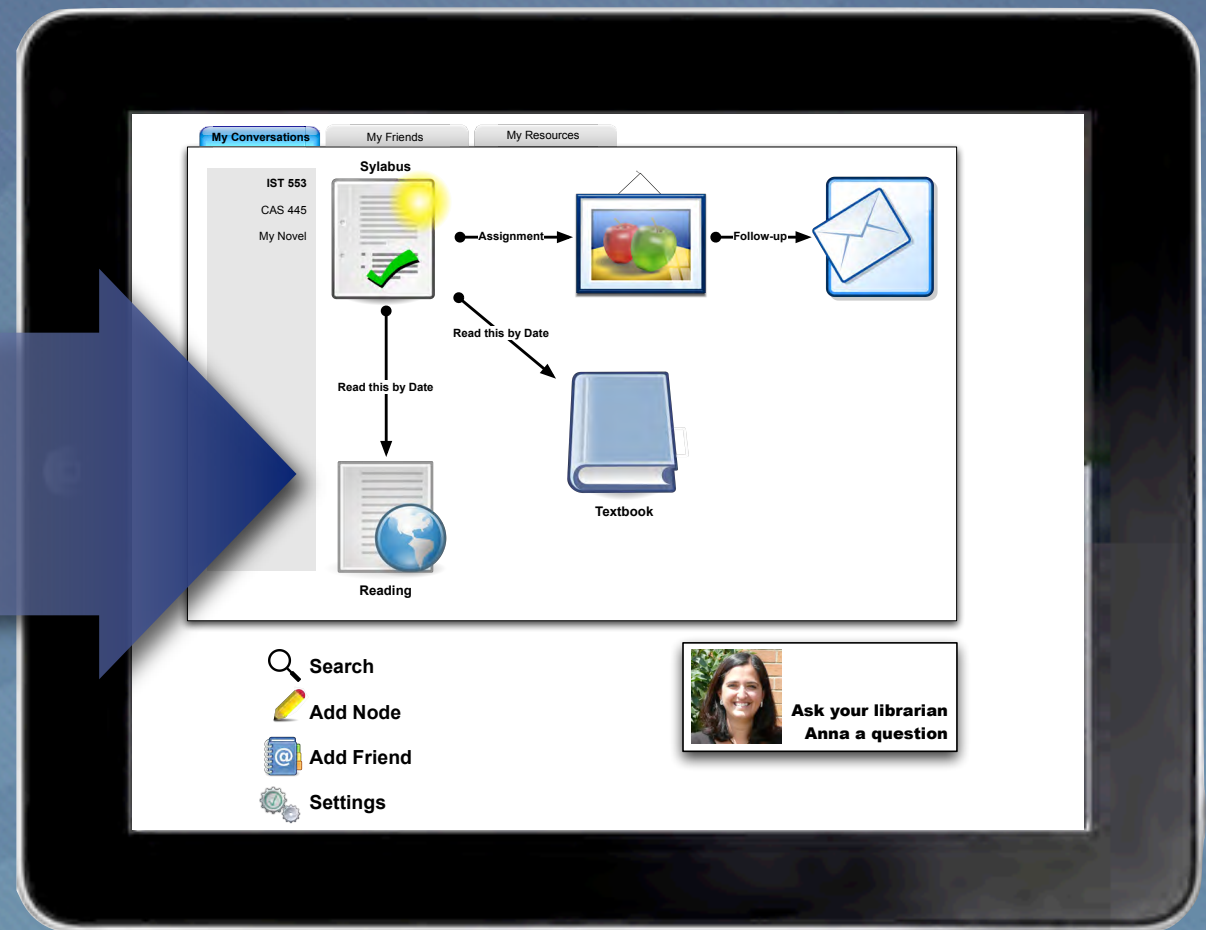 My Conversations
My Friends
My Resources
IST 553
CAS 445
My Novel
Sylabus
Assignment
Follow-up
Read this by Date
Read this by Date
Textbook
Reading
Search
Add Node
@
Add Friend
Settings
Ask your librarian
Anna a question